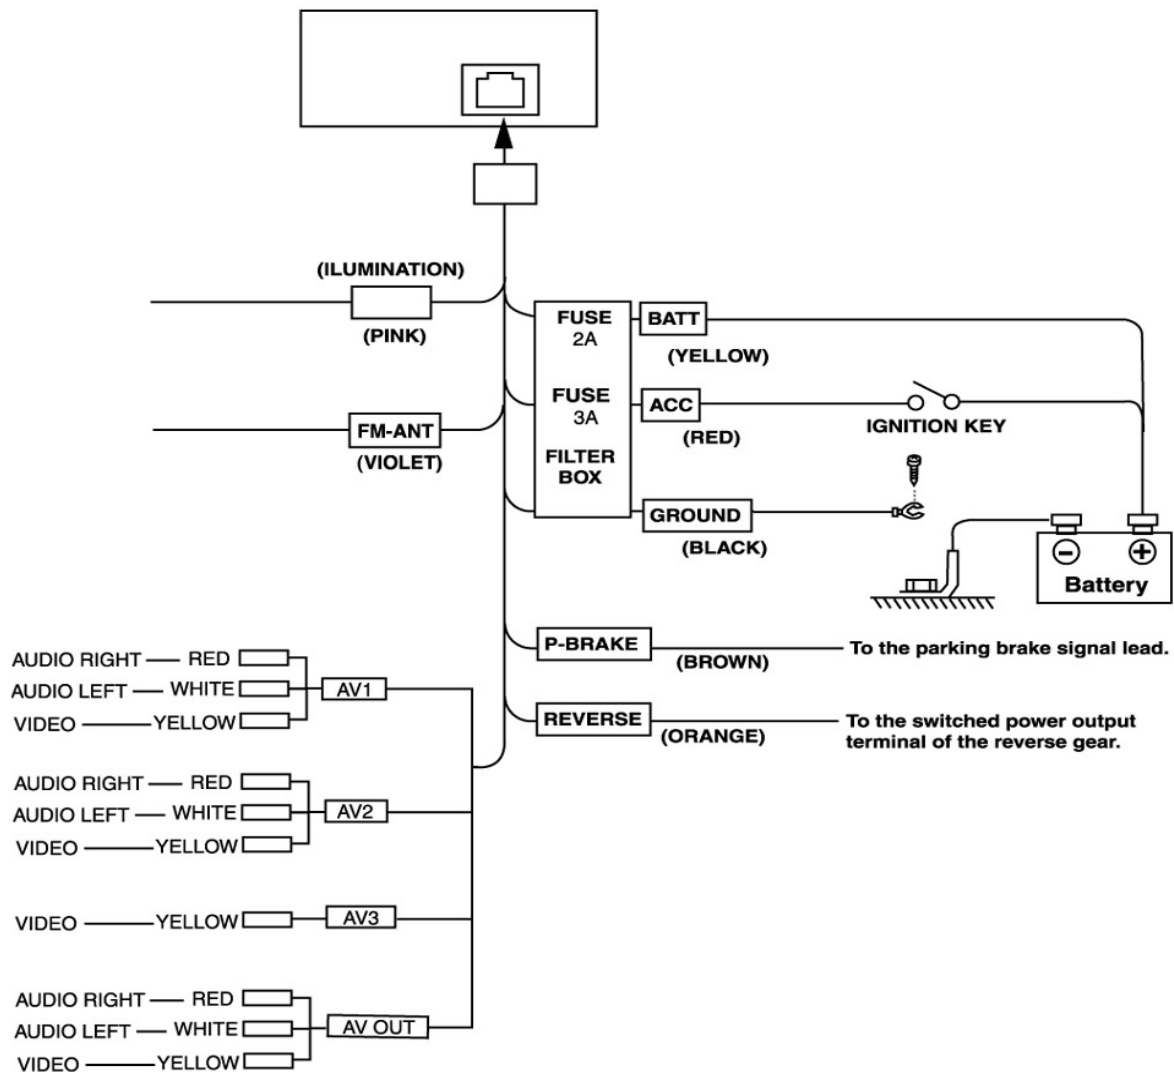 (ILUMINATION)
(PINK)
FM-ANT
(VIOLET)
FUSE
2A
FUSE
3A
FILTER
BOX
BATT
(YELLOW)
ACC
(RED)
IGNITION KEY
GROUND
(BLACK)
Battery
P-BRAKE
(BROWN)
To the parking brake signal lead.
REVERSE
(ORANGE)
To the switched power output
terminal of the reverse gear.
AUDIO RIGHT RED
AUDIO LEFT WHITE AV1
VIDEO YELLOW
AUDIO RIGHT RED
AUDIO LEFT WHITE AV2
VIDEO YELLOW
VIDEO YELLOW AV3
AUDIO RIGHT RED
AUDIO LEFT WHITE AV OUT
VIDEO YELLOW